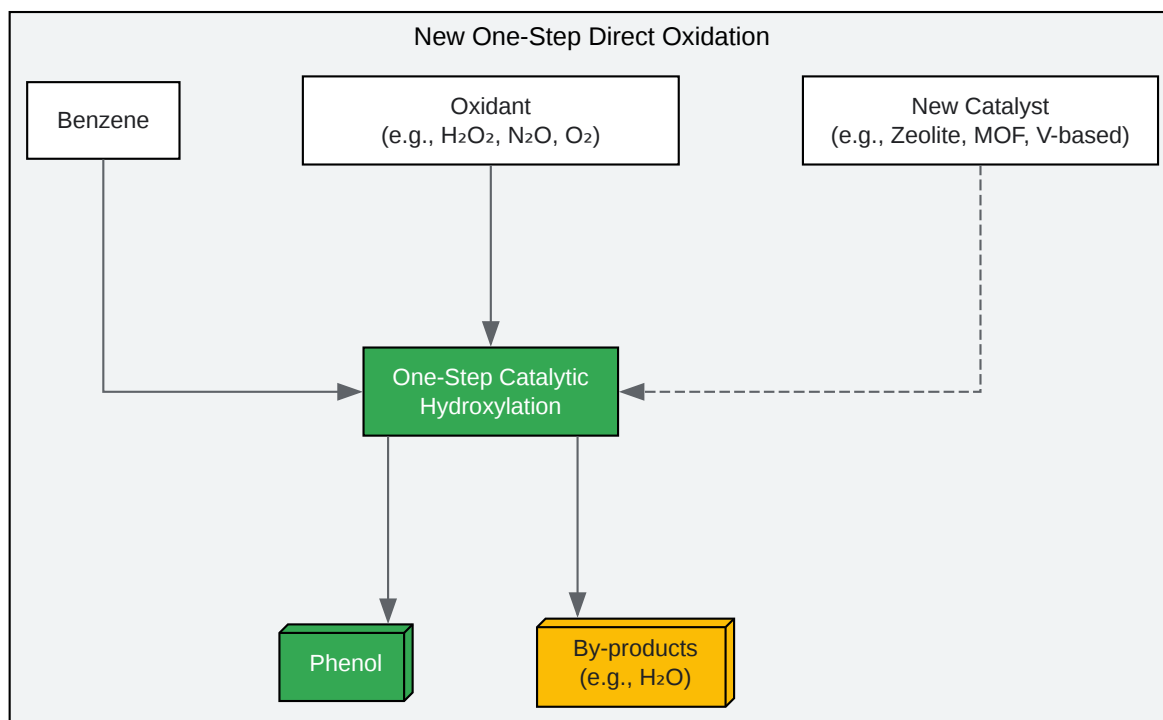 New One-Step Direct Oxidation
Benzene
Oxidant
(e.g., H₂O₂, N₂O, O₂)
New Catalyst
(e.g., Zeolite, MOF, V-based)
One-Step Catalytic
Hydroxylation
Phenol
By-products
(e.g., H₂O)